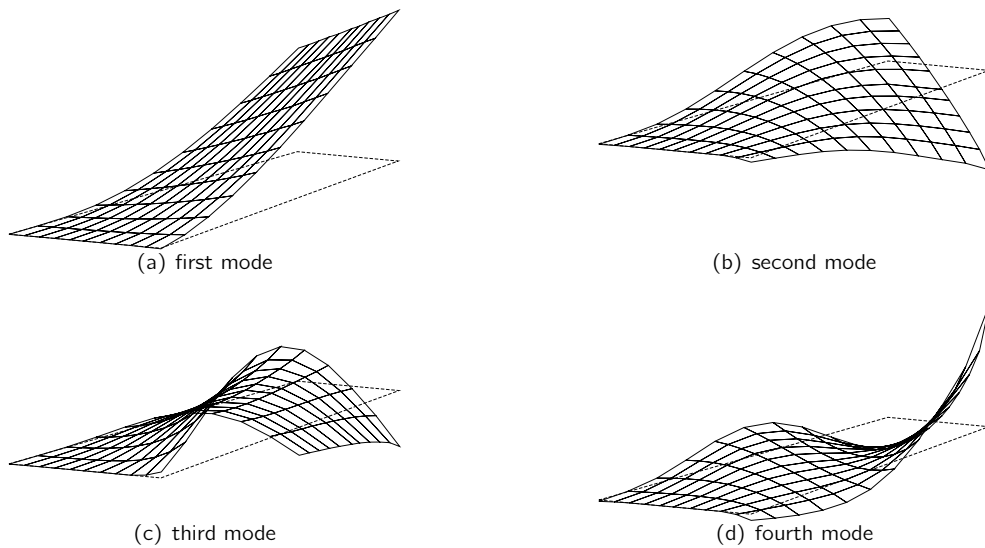 (a) first mode
(b) second mode
(c) third mode
(d) fourth mode